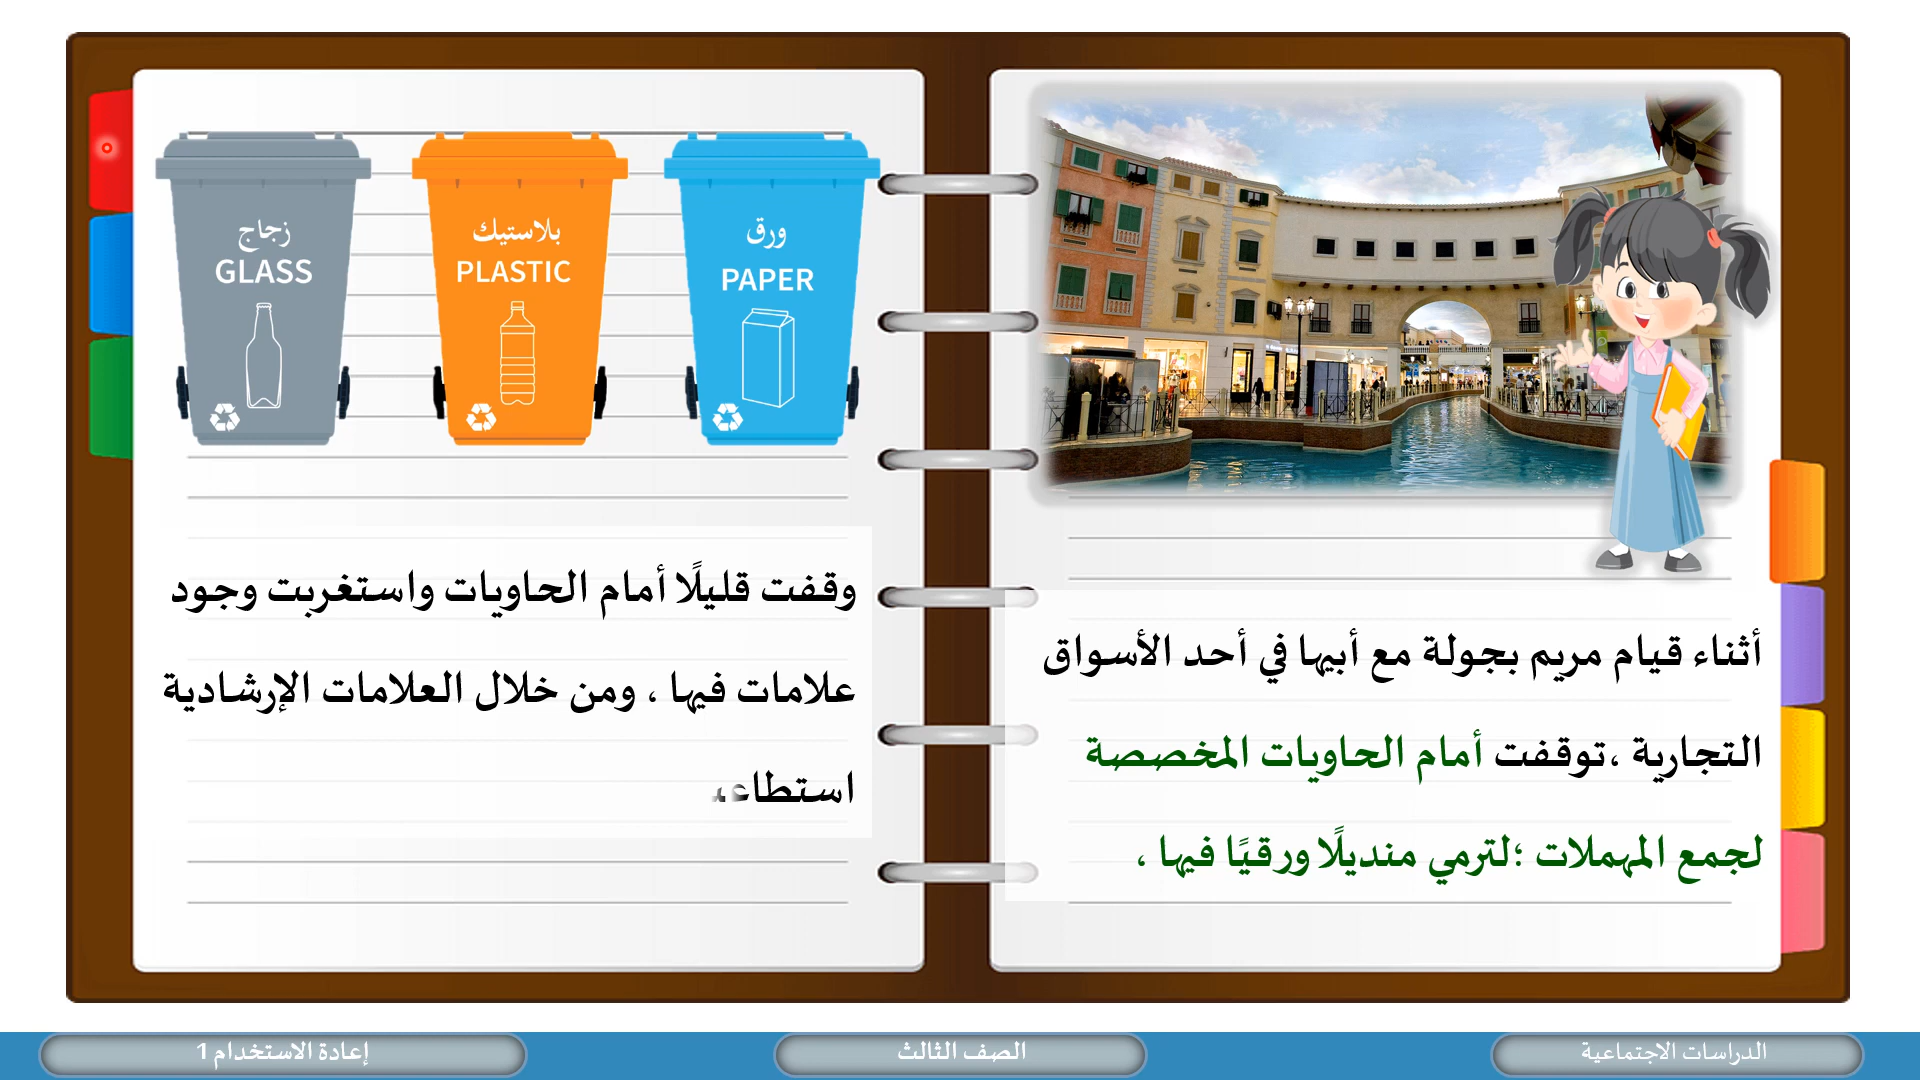 أثناء قيام مريم بجولة مع أبيها في أحد الأسواق
التجارية ،توقفت أمام الحاويات المخصصة
لجمع المهملات ؛لترمي منديلًا ورقيًا فيها ،
ورق
PAPER
بلاستيك
PLASTIC
زجاج
GLASS
وقفت قليلًا أمام الحاويات واستغربت وجود
علامات فيها ، ومن خلال العلامات الإرشادية
الدراسات الاجتماعية
الصف الثالث
إعادة الاستخدام 1